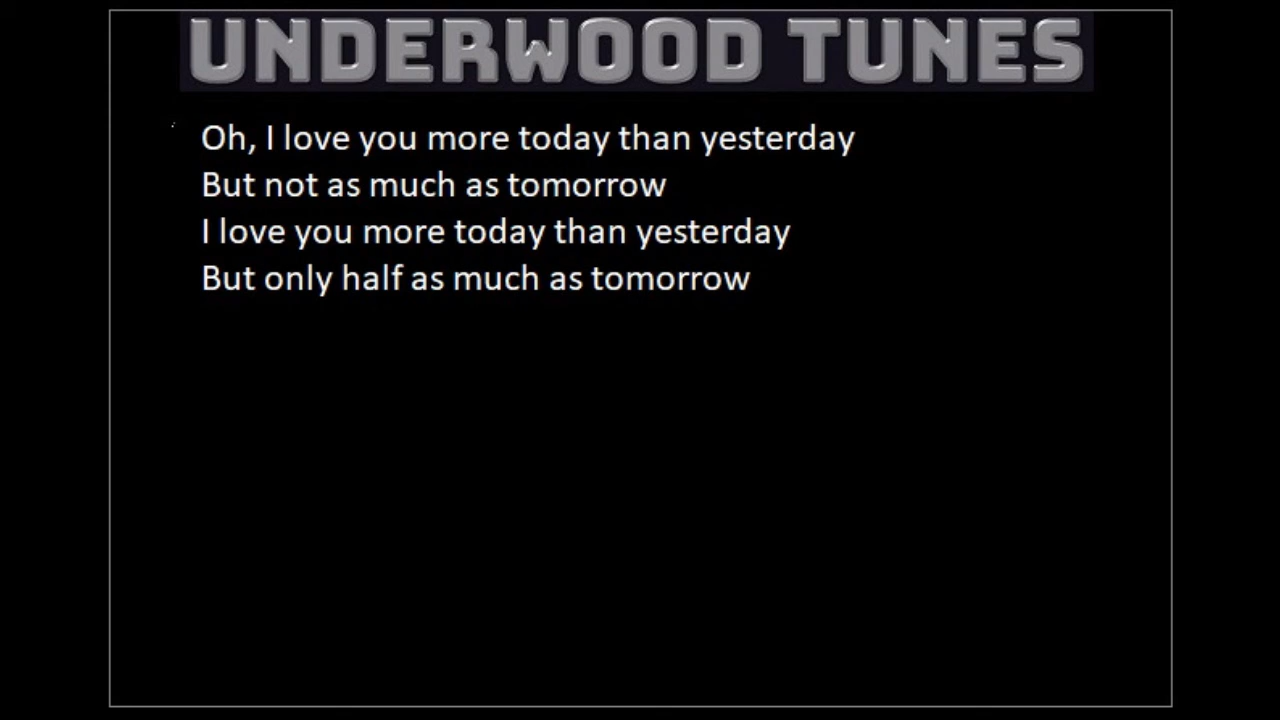 UNDERWOOD TUNES
Oh, I love you more today than yesterday
But not as much as tomorrow
I love you more today than yesterday
But only half as much as tomorrow